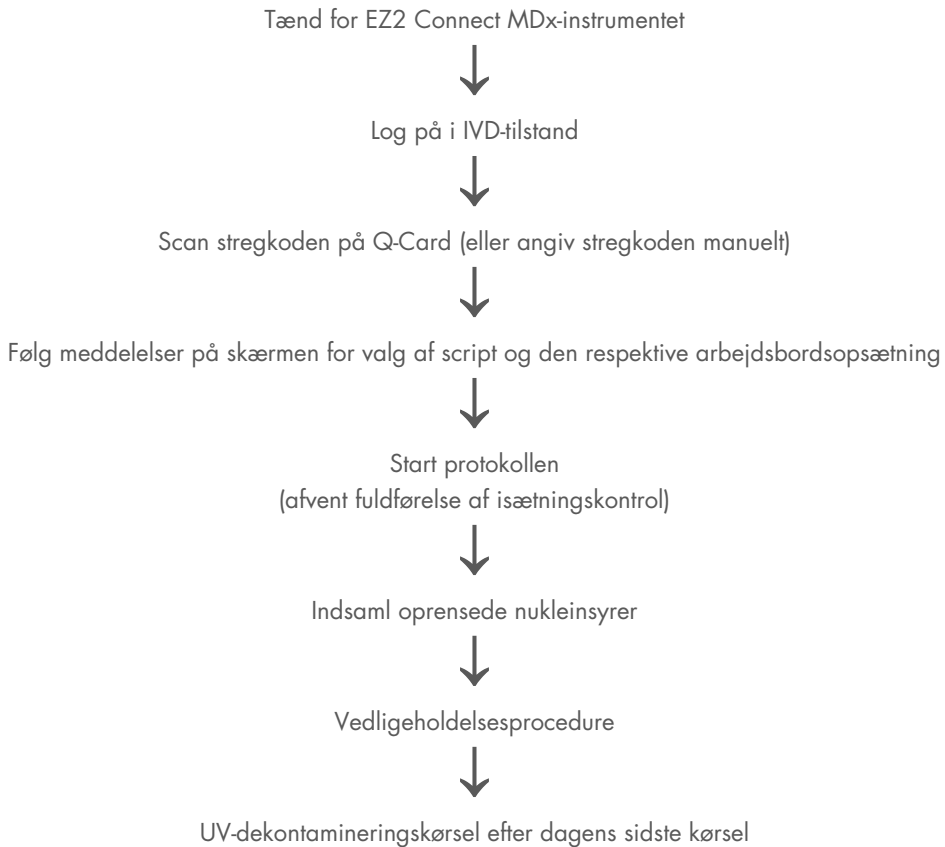 Tænd for EZ2 Connect MDx-instrumentet
Log på i IVD-tilstand
Scan stregkoden på Q-Card (eller angiv stregkoden manuelt)
Følg meddelelser på skærmen for valg af script og den respektive arbejdsbordsopsætning
Start protokollen
(afvent fuldførelse af isætningskontrol)
Indsaml oprensede nukleinsyrer
Vedligeholdelsesprocedure
UV-dekontamineringskørsel efter dagens sidste kørsel